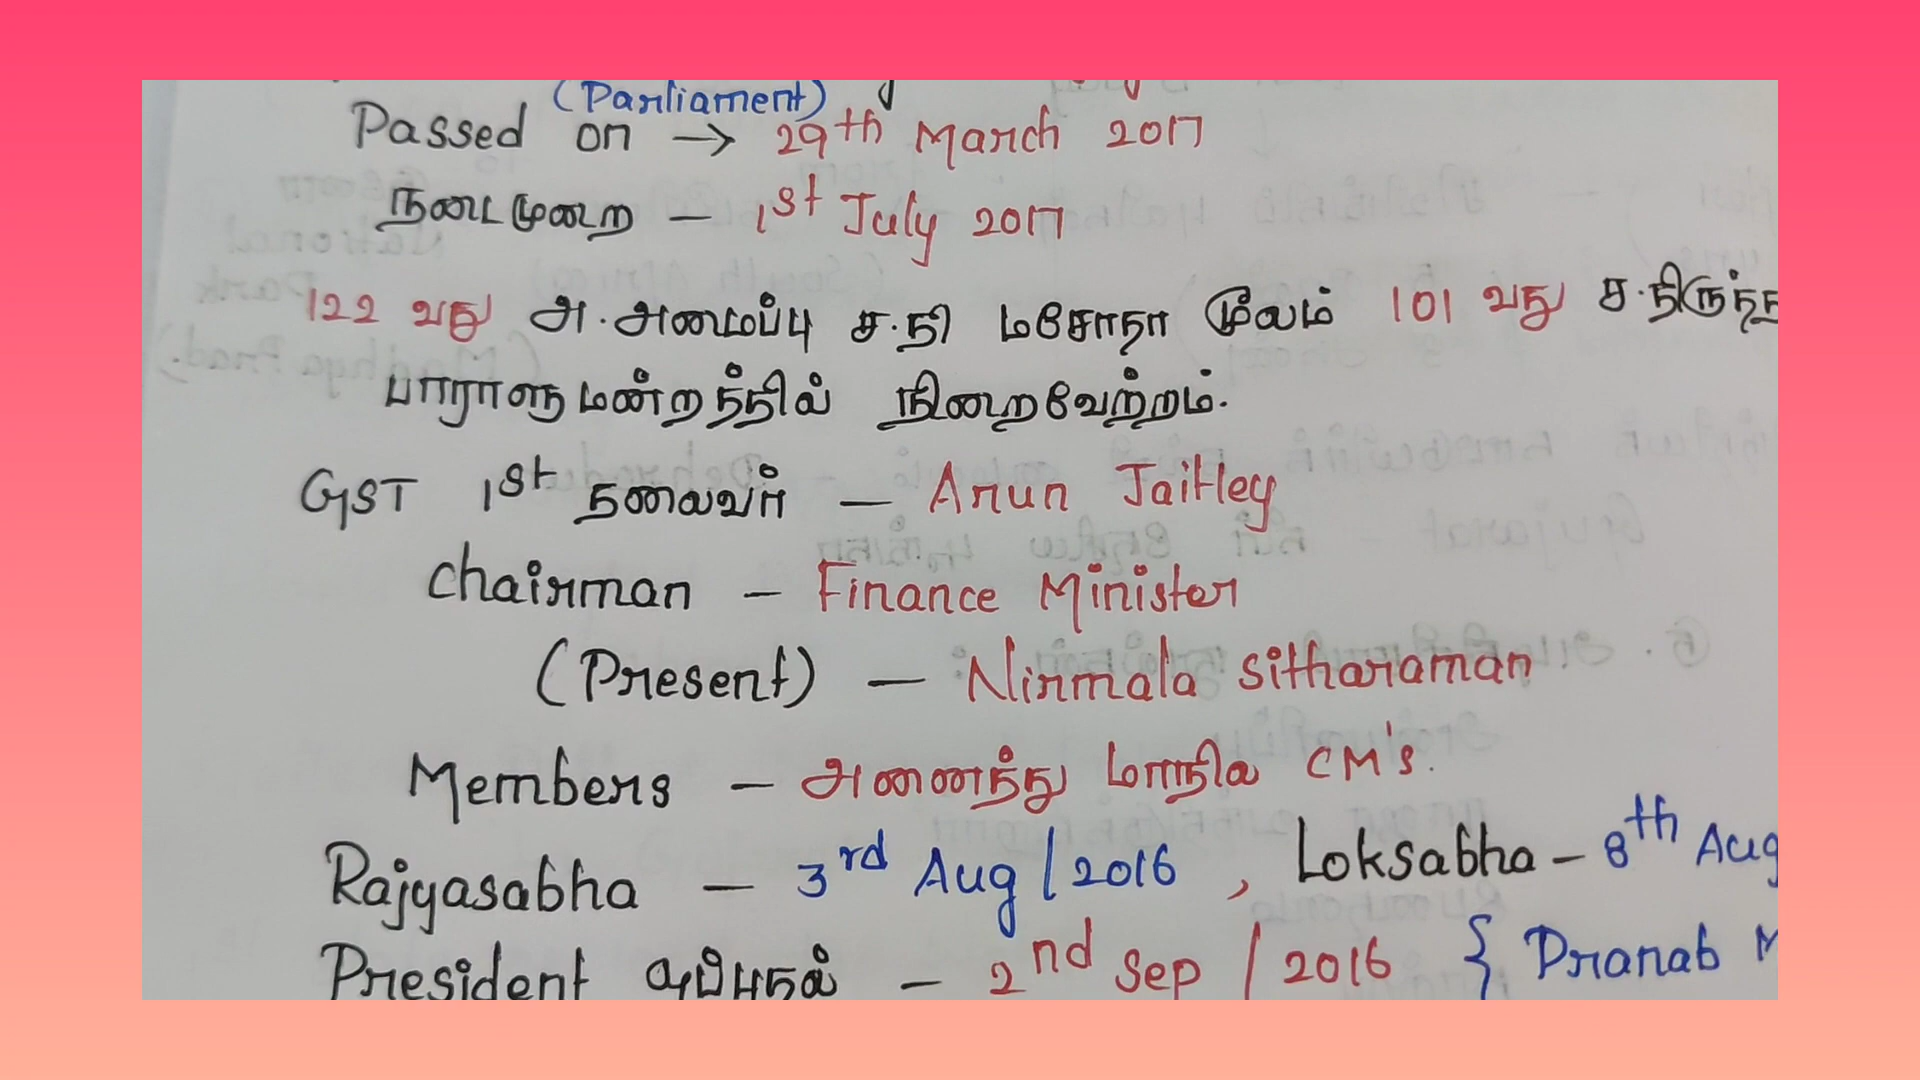 (Parliament)
Passed on → 29th March 2017
நடைமுறை – 1st July 2017
122 வது அ.அமைப்பு ச.தி மசோதா மூலம் 101 வது ச.திருத்த
பாராளுமன்றத்தில் நிறைவேற்றம்.
GST 1st தலைவர் – Arun Jaitley
Chairman – Finance Minister
(Present) – Nirmala Sitharaman
Members – அனைத்து மாநில CM's.
Rajyasabha – 3rd Aug/2016, Loksabha – 8th Aug
President ஒப்புதல் – 2nd Sep/2016 { Pranab